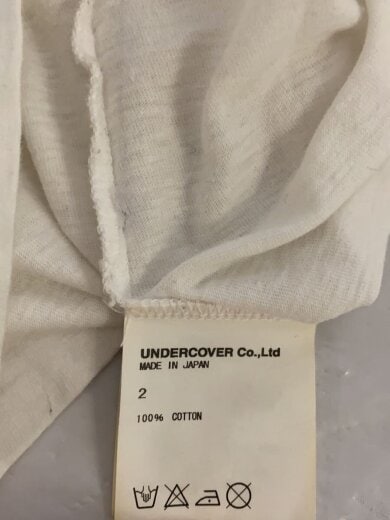 UNDERCOVER Co.,Ltd
MADE IN JAPAN
2
100% COTTON